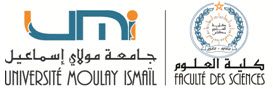 umi
جامعة مولاي إسماعيل
UNIVERSITÉ MOULAY ISMAÏL
كلية العلوم
FACULTÉ DES SCIENCES